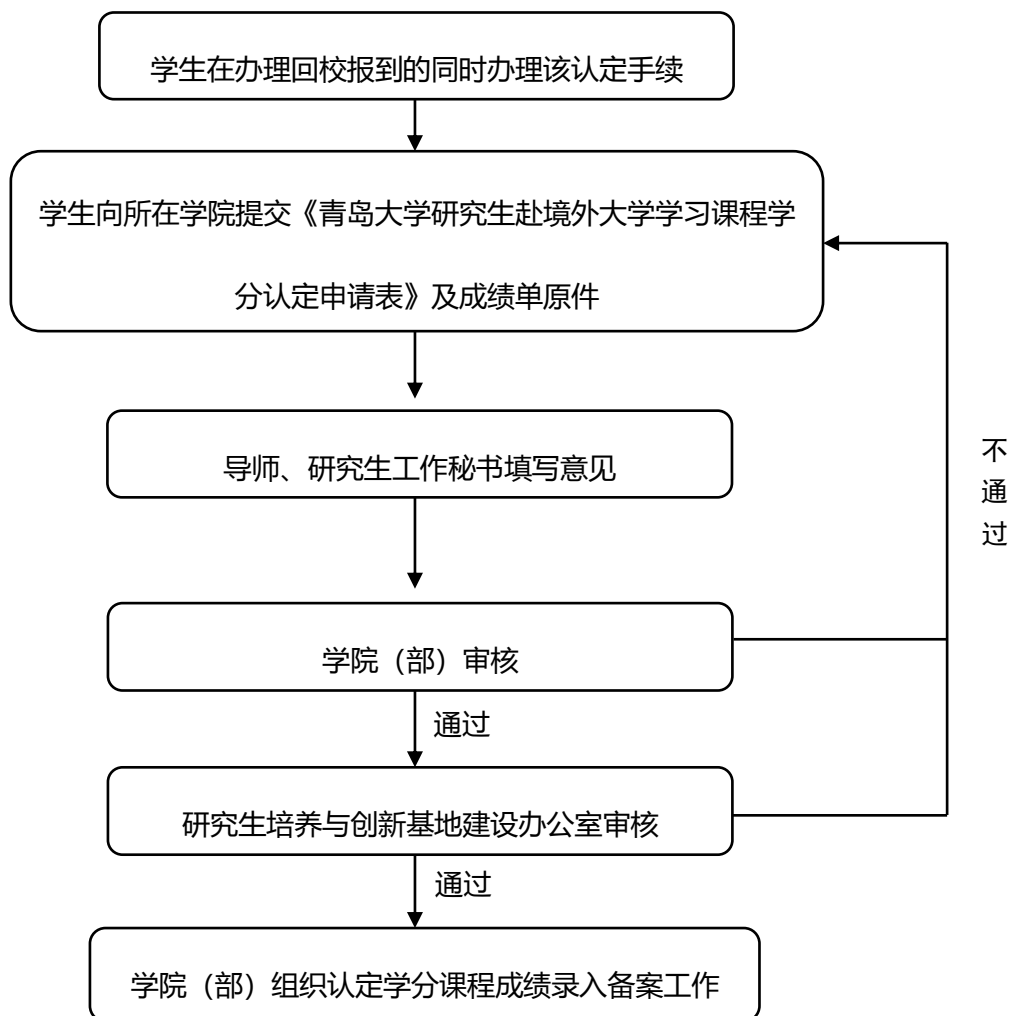 学生在办理回校报到的同时办理该认定手续
学生向所在学院提交《青岛大学研究生赴境外大学学习课程学
分认定申请表》及成绩单原件
导师、研究生工作秘书填写意见
不
通
过
学院（部）审核
通过
研究生培养与创新基地建设办公室审核
通过
学院（部）组织认定学分课程成绩录入备案工作